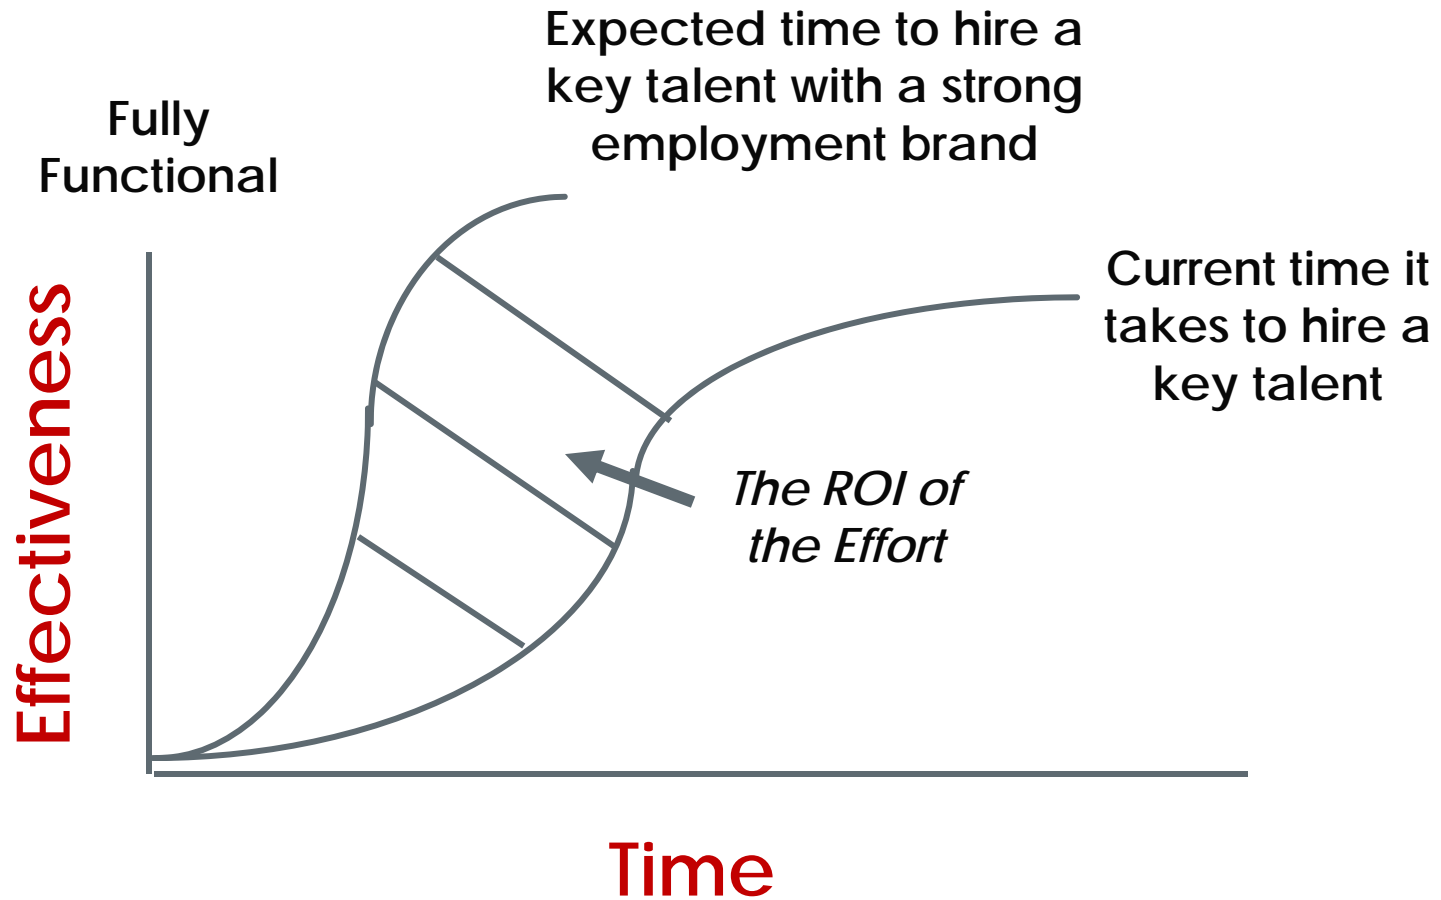 Expected time to hire a
key talent with a strong
employment brand
Fully
Functional
Current time it
takes to hire a
key talent
The ROI of
the Effort
Effectiveness
Time